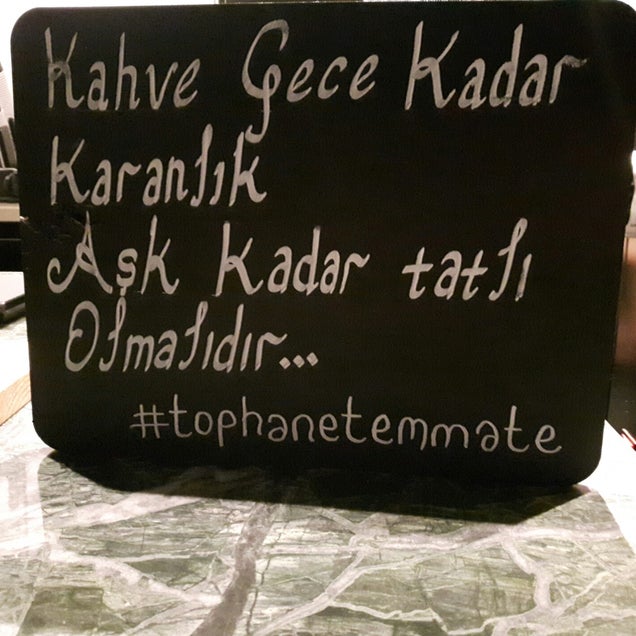 Kahve Gece Kadar
Karanlık
Aşk Kadar tatlı
Olmalıdır...
#tophanetemmate